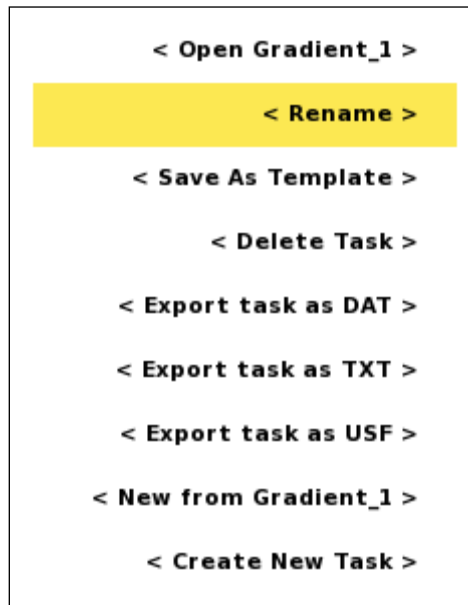 < Open Gradient_1 >
< Rename >
< Save As Template >
< Delete Task >
< Export task as DAT >
< Export task as TXT >
< Export task as USF >
< New from Gradient_1 >
< Create New Task >